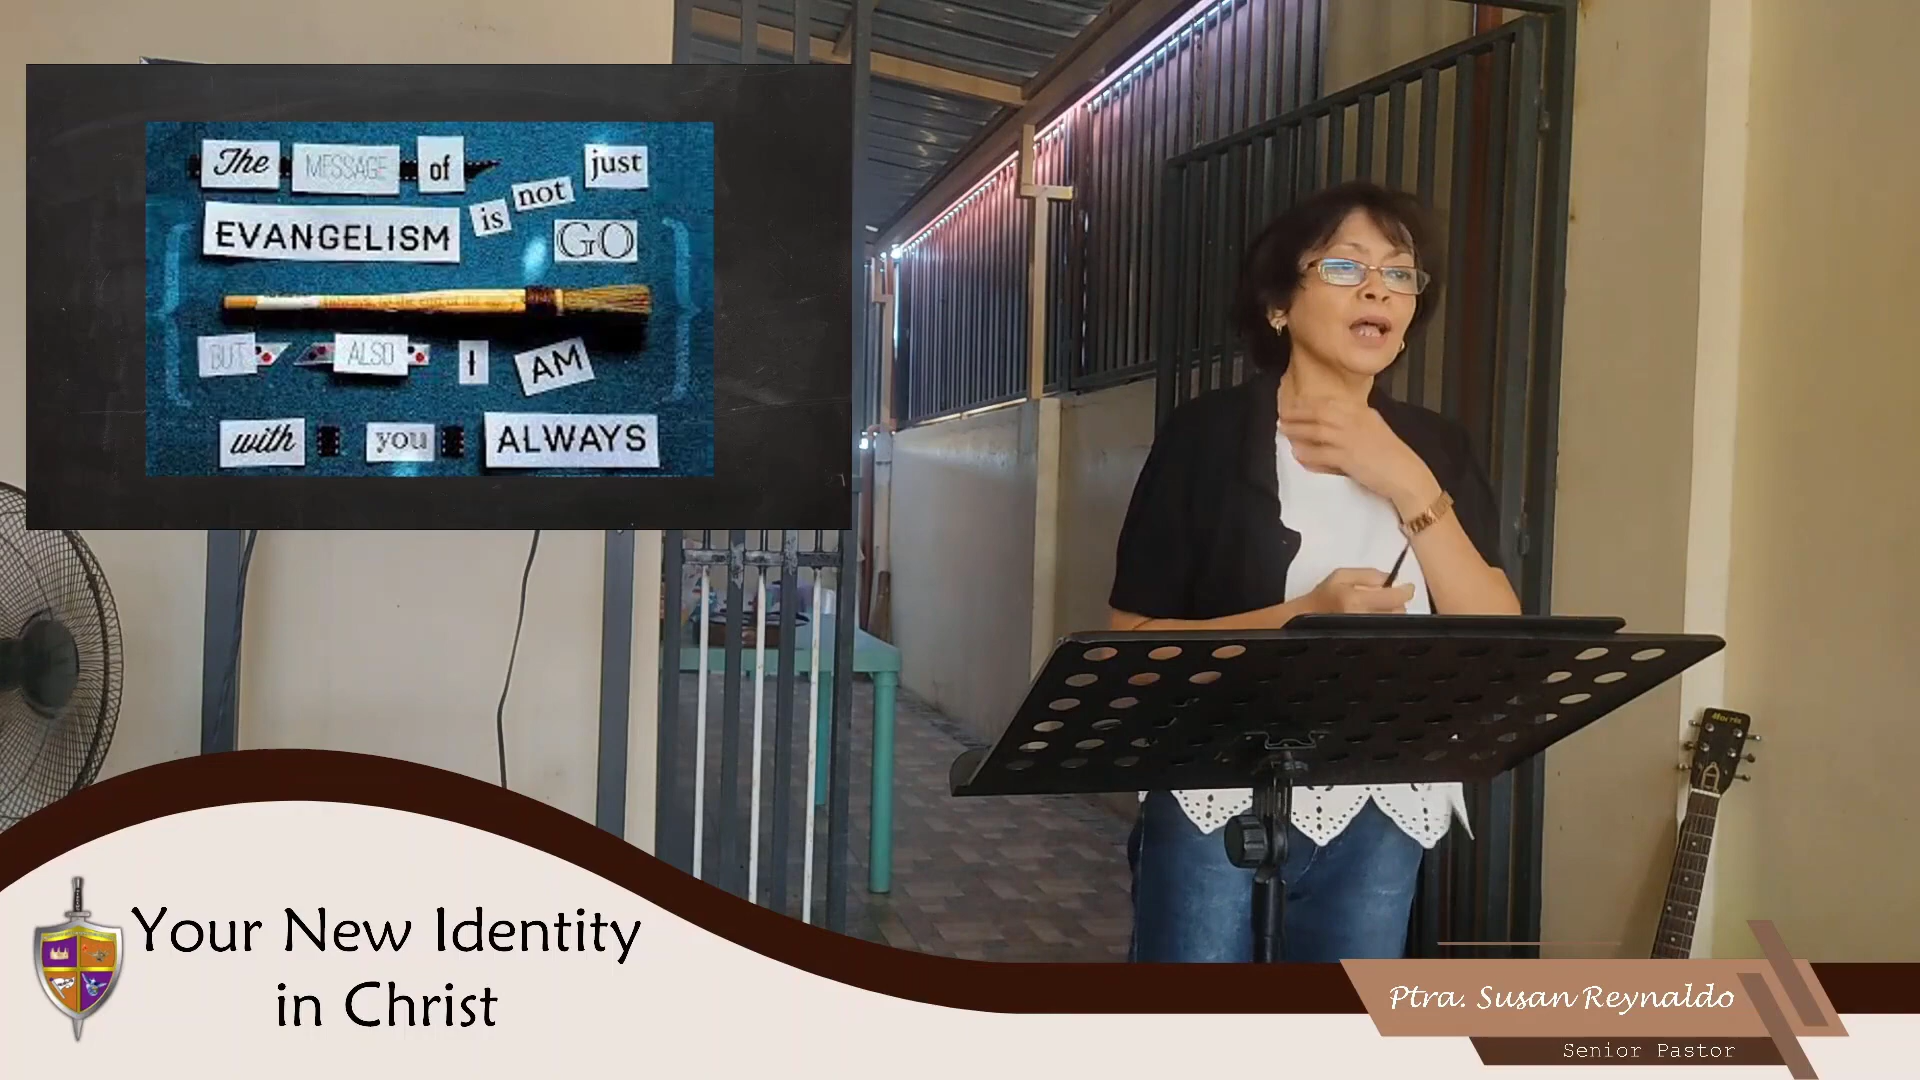 The MESSAGE of
EVANGELISM is not just
GO
BUT ALSO I AM
with you ALWAYS
Your New Identity
in Christ
Morris
Ptra. Susan Reynaldo
Senior Pastor